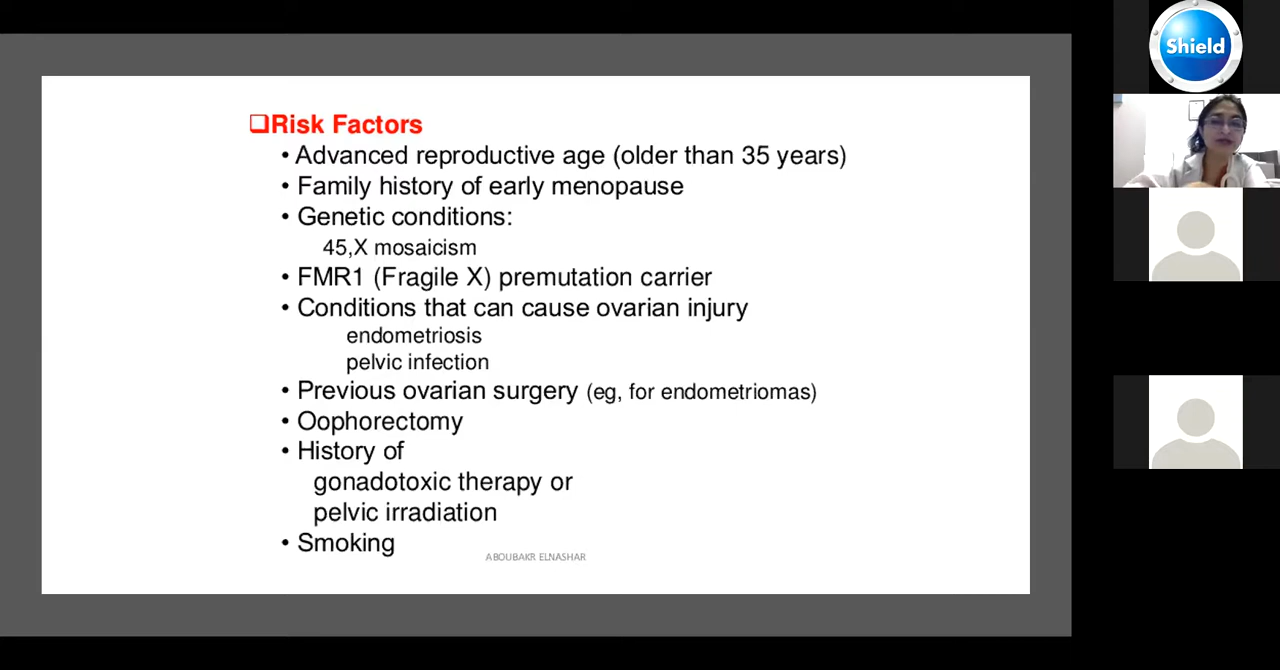 ❑Risk Factors
• Advanced reproductive age (older than 35 years)
• Family history of early menopause
• Genetic conditions:
45,X mosaicism
• FMR1 (Fragile X) premutation carrier
• Conditions that can cause ovarian injury
endometriosis
pelvic infection
• Previous ovarian surgery (eg, for endometriomas)
• Oophorectomy
• History of
gonadotoxic therapy or
pelvic irradiation
• Smoking
ABOUBAKR ELNASHAR
Shield